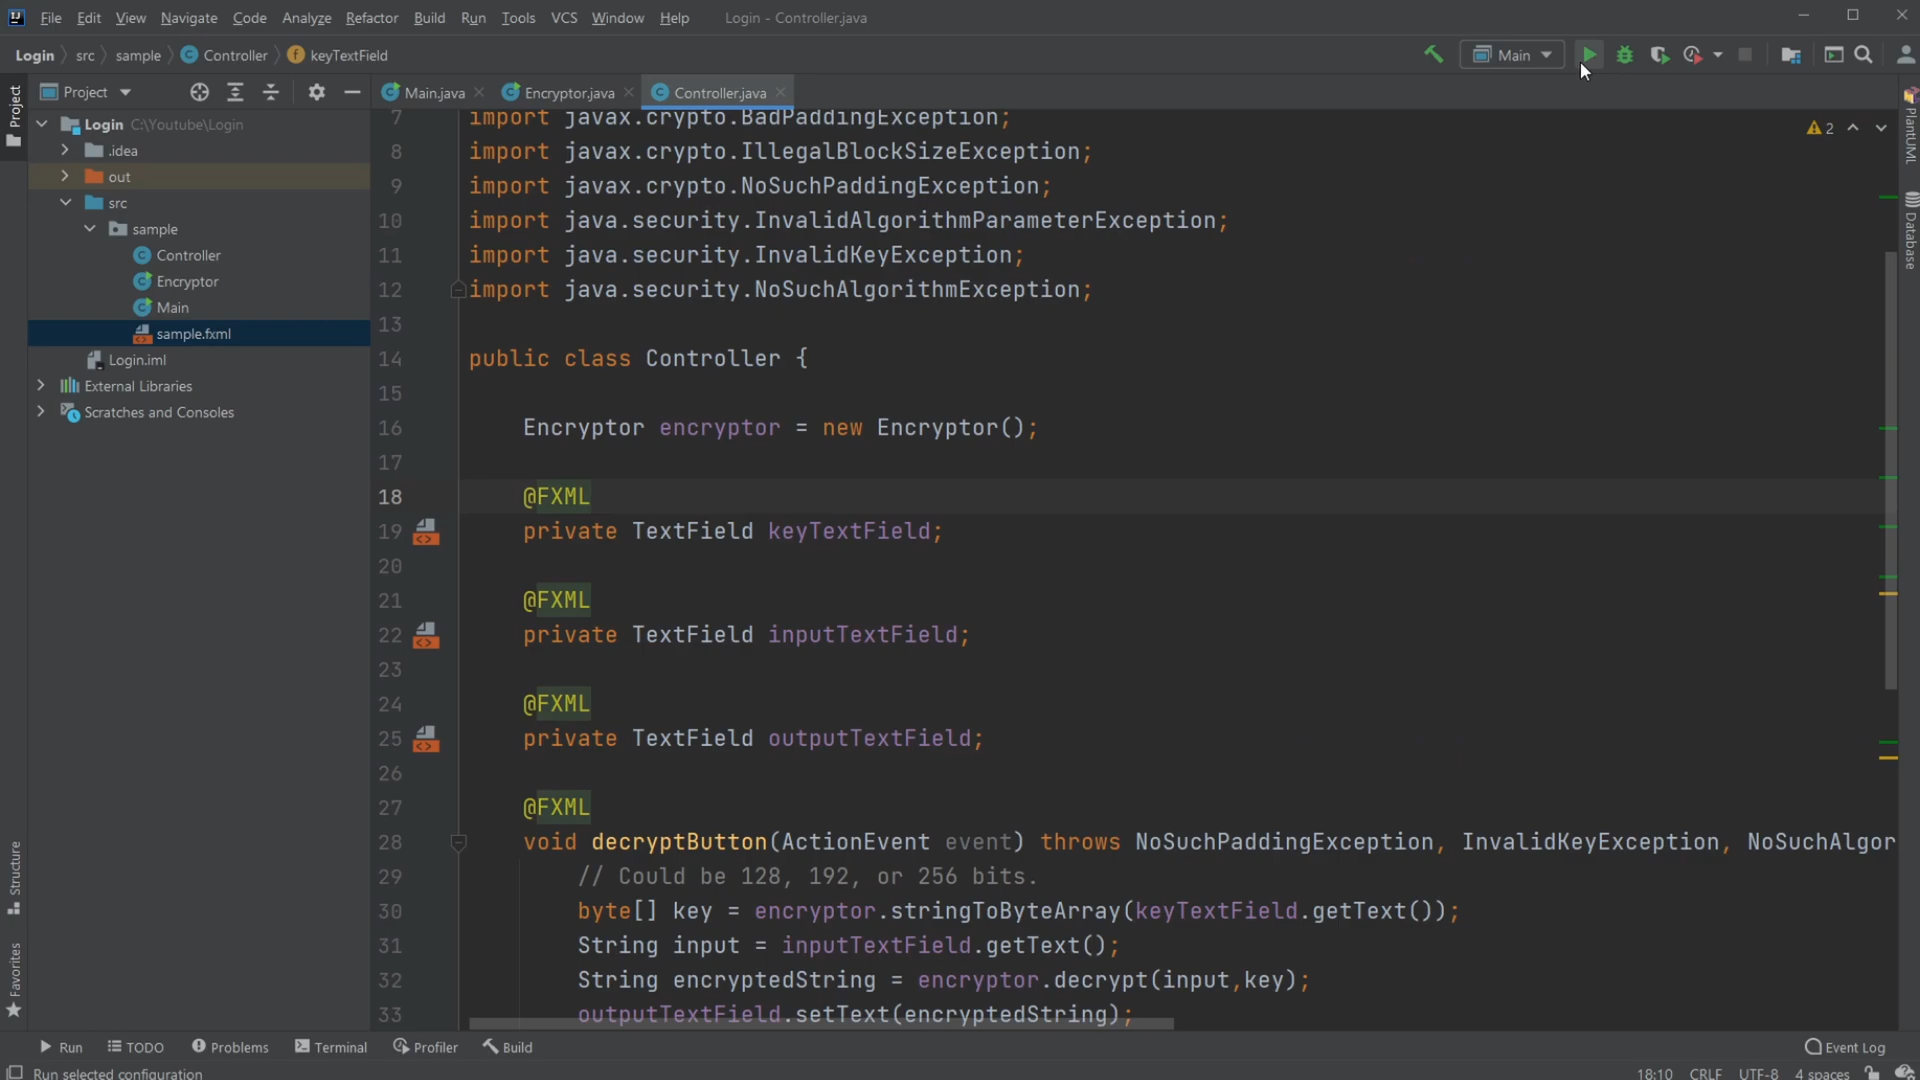 File Edit View Navigate Code Analyze Refactor Build Run Tools VCS Window Help Login - Controller.java
Login src sample Controller keyTextField Main
Project Main.java Encryptor.java Controller.java
Project
Login C:\Youtube\Login
.idea
out
src
sample
Controller
Encryptor
Main
sample.fxml
Login.iml
External Libraries
Scratches and Consoles
7 import javax.crypto.BadPaddingException;
8 import javax.crypto.IllegalBlockSizeException;
9 import javax.crypto.NoSuchPaddingException;
10 import java.security.InvalidAlgorithmParameterException;
11 import java.security.InvalidKeyException;
12 import java.security.NoSuchAlgorithmException;
13
14 public class Controller {
15
16 Encryptor encryptor = new Encryptor();
17
18 @FXML
19 private TextField keyTextField;
20
21 @FXML
22 private TextField inputTextField;
23
24 @FXML
25 private TextField outputTextField;
26
27 @FXML
28 void decryptButton(ActionEvent event) throws NoSuchPaddingException, InvalidKeyException, NoSuchAlgor
29 // Could be 128, 192, or 256 bits.
30 byte[] key = encryptor.stringToByteArray(keyTextField.getText());
31 String input = inputTextField.getText();
32 String encryptedString = encryptor.decrypt(input,key);
33 outputTextField.setText(encryptedString);
2
PlantUML
Database
Structure
Favorites
Run TODO Problems Terminal Profiler Build Event Log
Run selected configuration 18:10 CRLF UTF-8 4 spaces